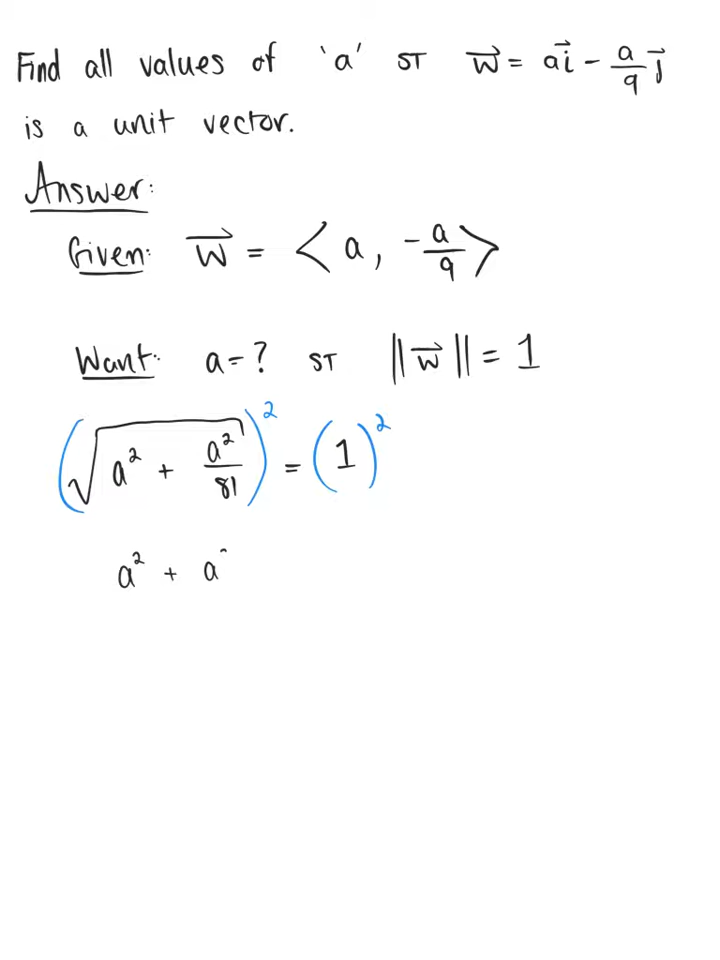 Find all values of 'a' ST w⃗ = ai⃗ - a/9 j⃗
is a unit vector.
Answer:
Given: w⃗ = < a, -a/9 >
Want: a=? ST ||w⃗|| = 1
(√(a² + a²/81))² = (1)²
a² + a